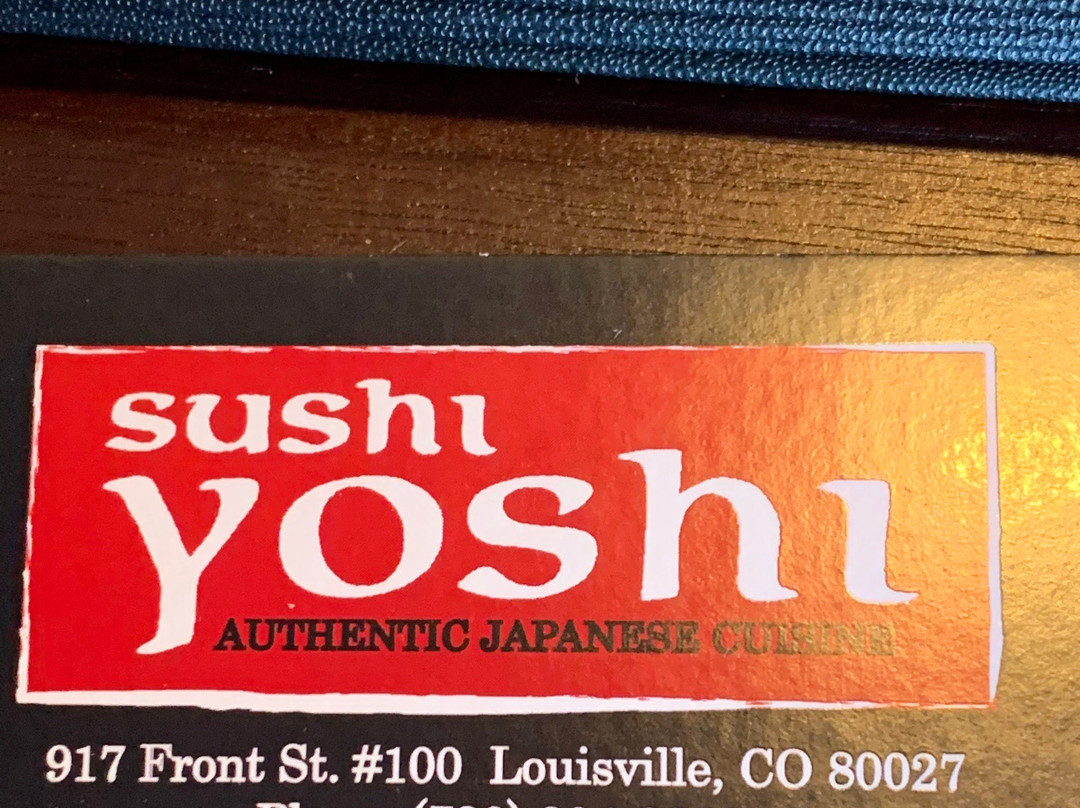 sushi
yoshi
AUTHENTIC JAPANESE CUISINE
917 Front St. #100 Louisville, CO 80027